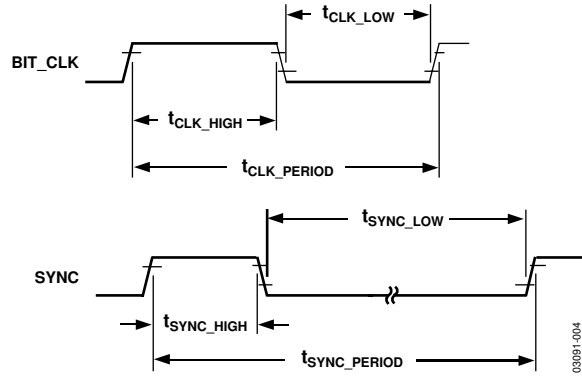 tCLK_LOW
BIT_CLK
tCLK_HIGH
tCLK_PERIOD
tSYNC_LOW
SYNC
tSYNC_HIGH
tSYNC_PERIOD
03091-004